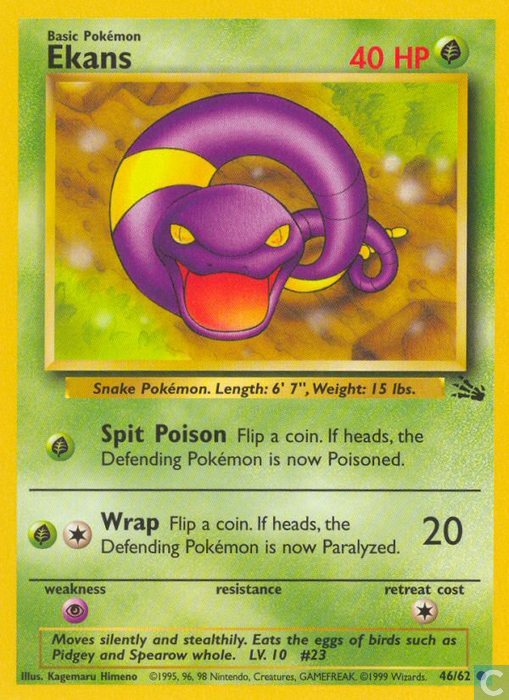 Basic Pokémon
Ekans 40 HP
Snake Pokémon. Length: 6' 7", Weight: 15 lbs.
Spit Poison Flip a coin. If heads, the
Defending Pokémon is now Poisoned.
Wrap Flip a coin. If heads, the
Defending Pokémon is now Paralyzed. 20
weakness resistance retreat cost
Moves silently and stealthily. Eats the eggs of birds such as
Pidgey and Spearow whole. LV. 10 #23
Illus. Kagemaru Himeno ©1995, 96, 98 Nintendo, Creatures, GAMEFREAK. ©1999 Wizards. 46/62
C